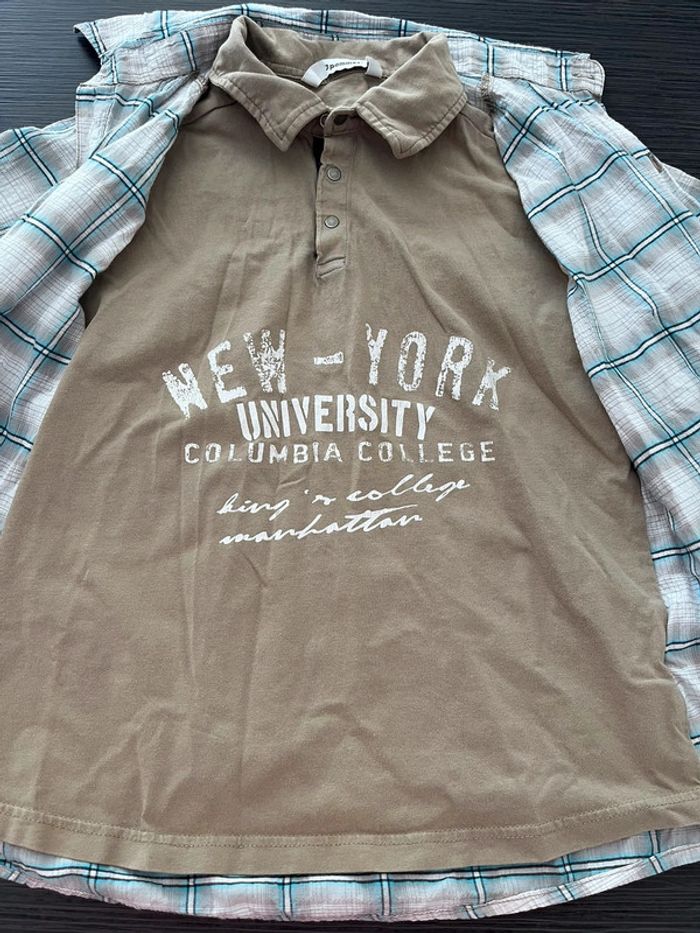 NEW - YORK
UNIVERSITY
COLUMBIA COLLEGE
king's college
manhattan